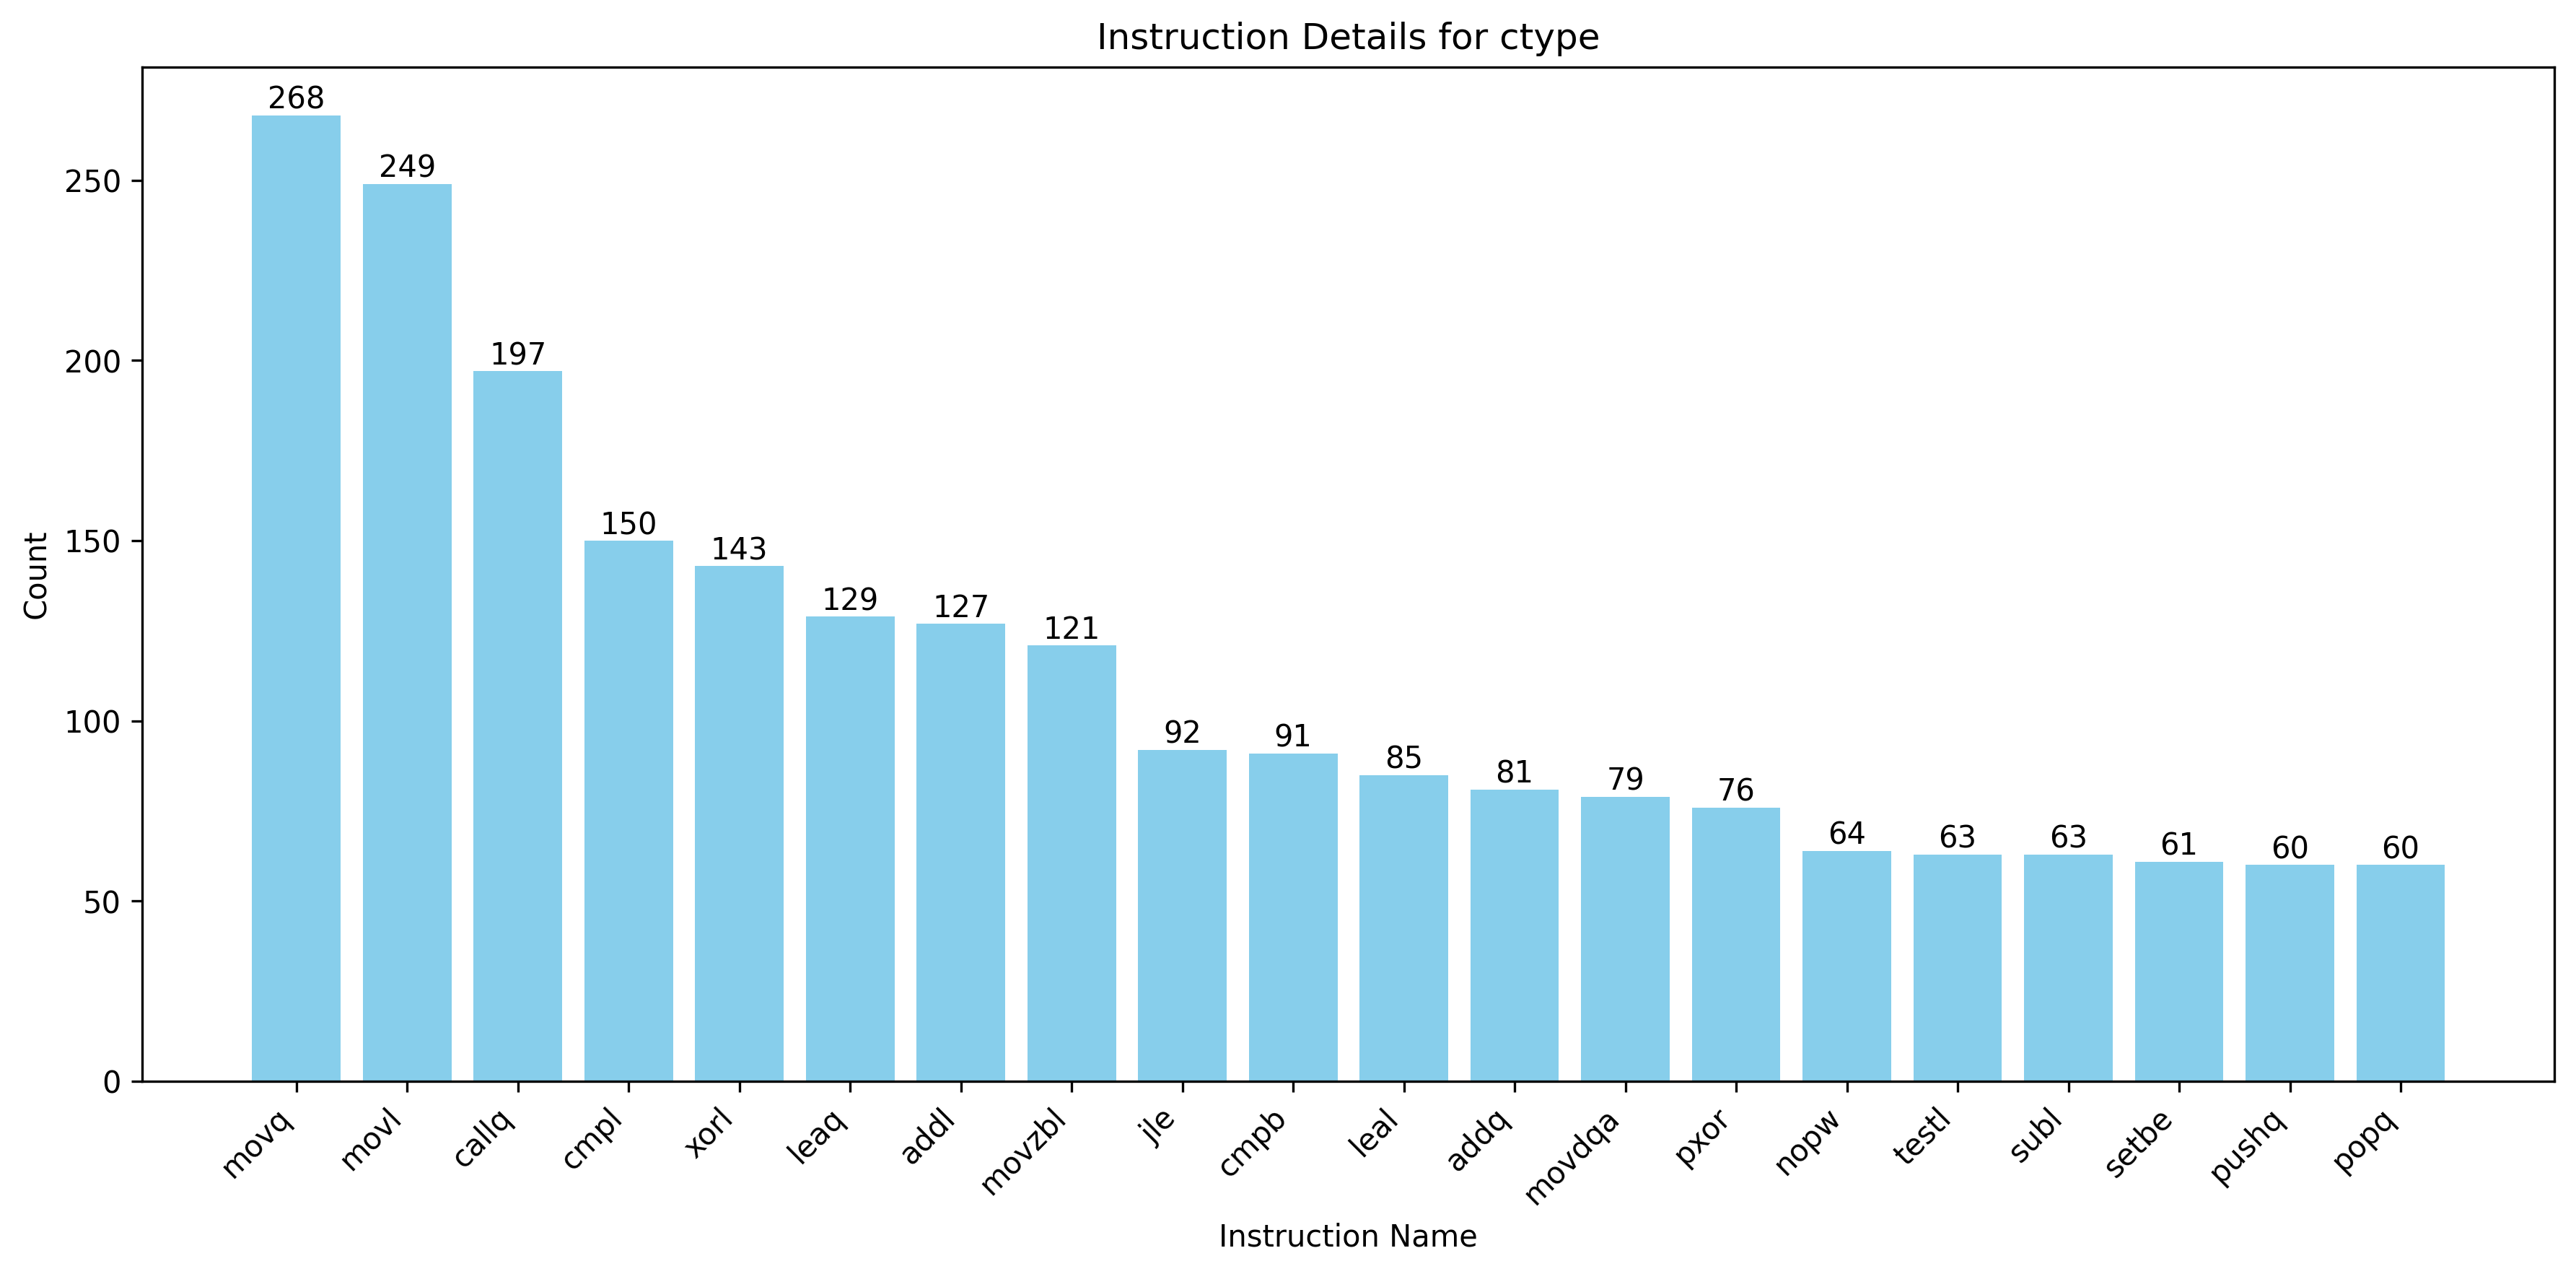 Instruction Details for ctype
Count
250
200
150
100
50
0
268
249
197
150
143
129
127
121
92
91
85
81
79
76
64
63
63
61
60
60
movq
movl
callq
cmpl
xorl
leaq
addl
movzbl
jle
cmpb
leal
addq
movdqa
pxor
nopw
testl
subl
setbe
pushq
popq
Instruction Name